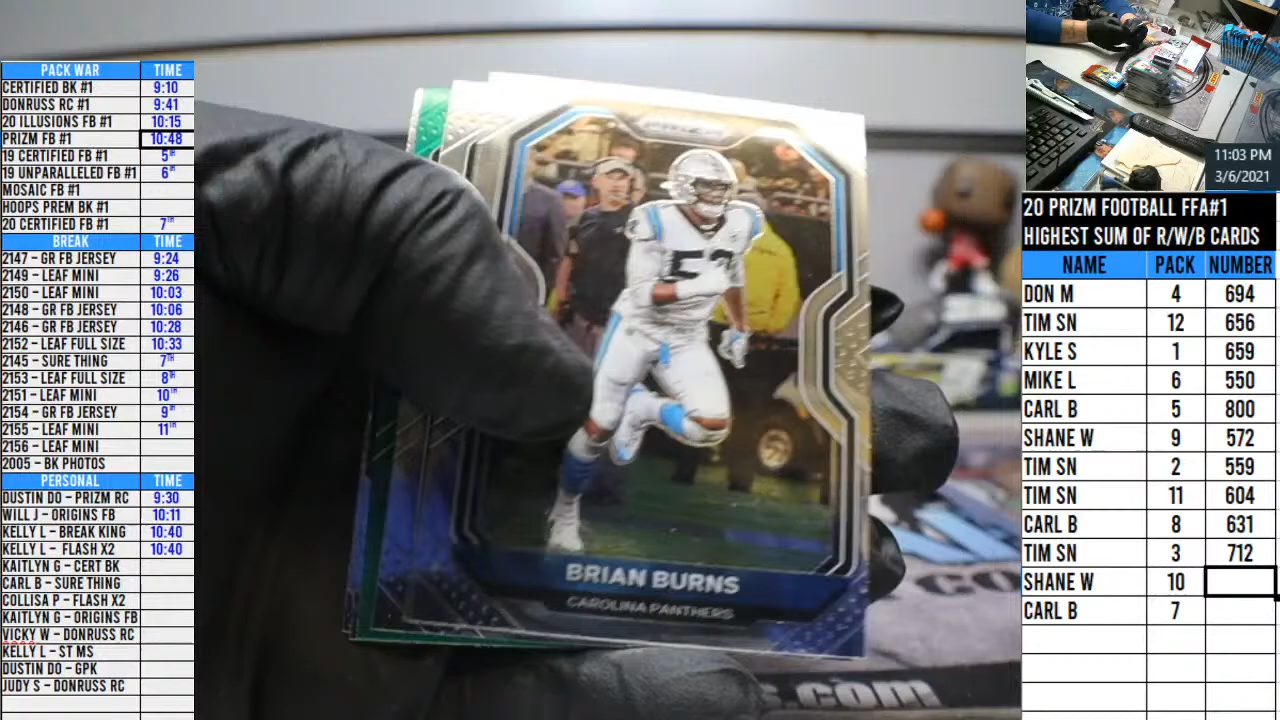 PACK WAR TIME
CERTIFIED BK #1 9:10
DONRUSS RC #1 9:41
20 ILLUSIONS FB #1 10:15
PRIZM FB #1 10:48
19 CERTIFIED FB #1 5TH
19 UNPARALLELED FB #1 6TH
MOSAIC FB #1
HOOPS PREM BK #1
20 CERTIFIED FB #1 7TH
BREAK TIME
2147 – GR FB JERSEY 9:24
2149 – LEAF MINI 9:26
2150 – LEAF MINI 10:03
2148 – GR FB JERSEY 10:06
2146 – GR FB JERSEY 10:28
2152 – LEAF FULL SIZE 10:33
2145 – SURE THING 7TH
2153 – LEAF FULL SIZE 8TH
2151 – LEAF MINI 10TH
2154 – GR FB JERSEY 9TH
2155 – LEAF MINI 11TH
2156 – LEAF MINI
2005 – BK PHOTOS
PERSONAL TIME
DUSTIN DO – PRIZM RC 9:30
WILL J – ORIGINS FB 10:11
KELLY L – BREAK KING 10:40
KELLY L – FLASH X2 10:40
KAITLYN G – CERT BK
CARL B – SURE THING
COLLISA P – FLASH X2
KAITLYN G – ORIGINS FB
VICKY W – DONRUSS RC
KELLY L – ST MS
DUSTIN DO – GPK
JUDY S – DONRUSS RC
PRIZM
BRIAN BURNS
CAROLINA PANTHERS
.com
11:03 PM
3/6/2021
20 PRIZM FOOTBALL FFA#1
HIGHEST SUM OF R/W/B CARDS
NAME PACK NUMBER
DON M 4 694
TIM SN 12 656
KYLE S 1 659
MIKE L 6 550
CARL B 5 800
SHANE W 9 572
TIM SN 2 559
TIM SN 11 604
CARL B 8 631
TIM SN 3 712
SHANE W 10
CARL B 7